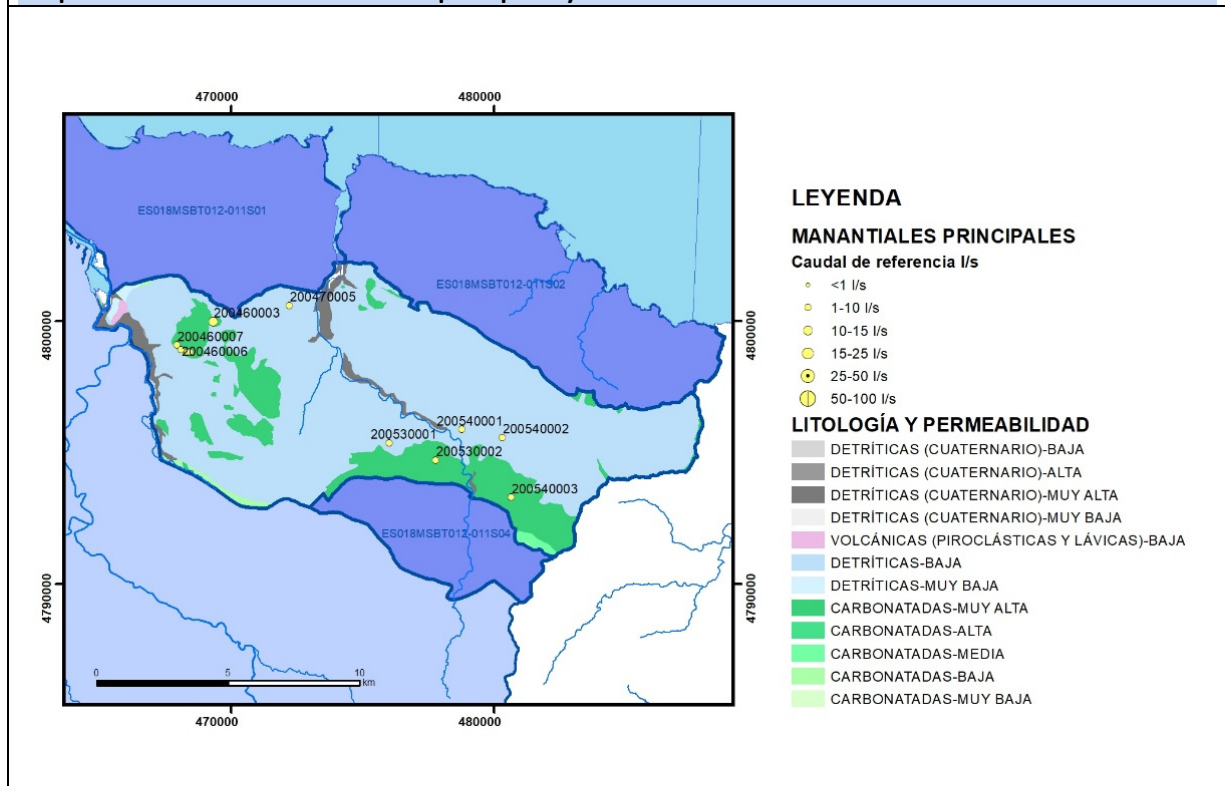 470000
480000
ES018MSBT012-011S01
ES018MSBT012-011S02
200470005
200460003
200460007
200460006
4800000
4800000
200540001
200540002
200530001
200530002
200540003
ES018MSBT012-011S04
4790000
4790000
0
5
10
km
470000
480000
LEYENDA
MANANTIALES PRINCIPALES
Caudal de referencia l/s
<1 l/s
1-10 l/s
10-15 l/s
15-25 l/s
25-50 l/s
50-100 l/s
LITOLOGÍA Y PERMEABILIDAD
DETRÍTICAS (CUATERNARIO)-BAJA
DETRÍTICAS (CUATERNARIO)-ALTA
DETRÍTICAS (CUATERNARIO)-MUY ALTA
DETRÍTICAS (CUATERNARIO)-MUY BAJA
VOLCÁNICAS (PIROCLÁSTICAS Y LÁVICAS)-BAJA
DETRÍTICAS-BAJA
DETRÍTICAS-MUY BAJA
CARBONATADAS-MUY ALTA
CARBONATADAS-ALTA
CARBONATADAS-MEDIA
CARBONATADAS-BAJA
CARBONATADAS-MUY BAJA